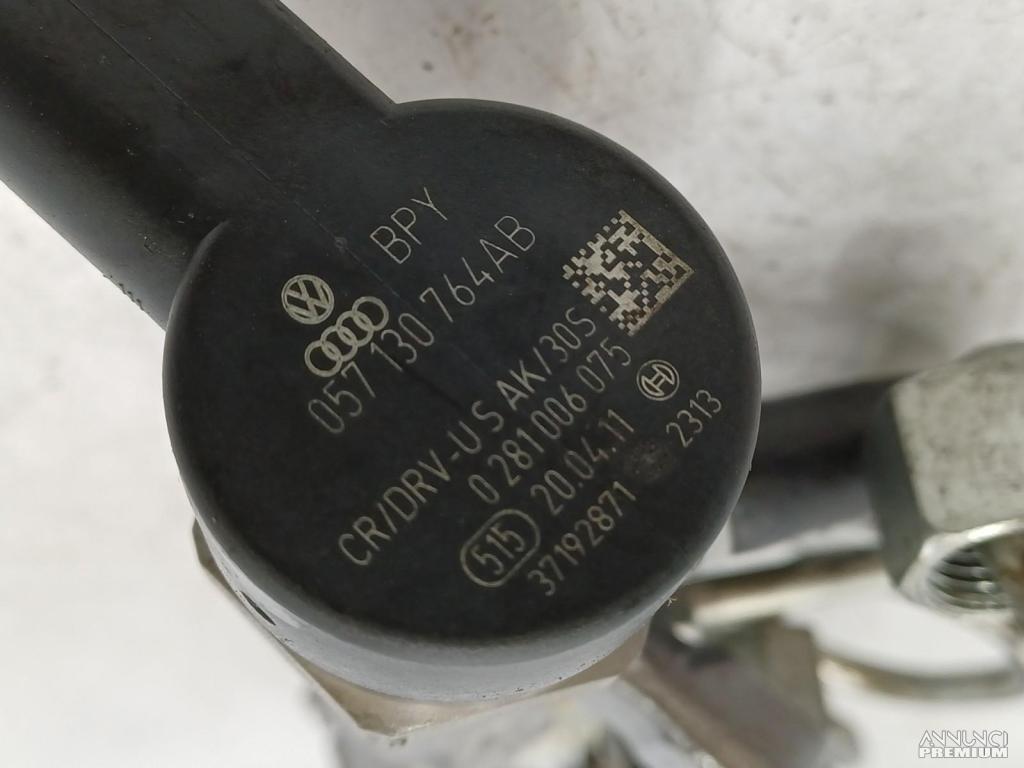 BPY
057 130 764AB
CR/DRV-U S AK/30S
0 281 006 075
515 20.04.11
37192871 2313
ANNUNCI
PREMIUM